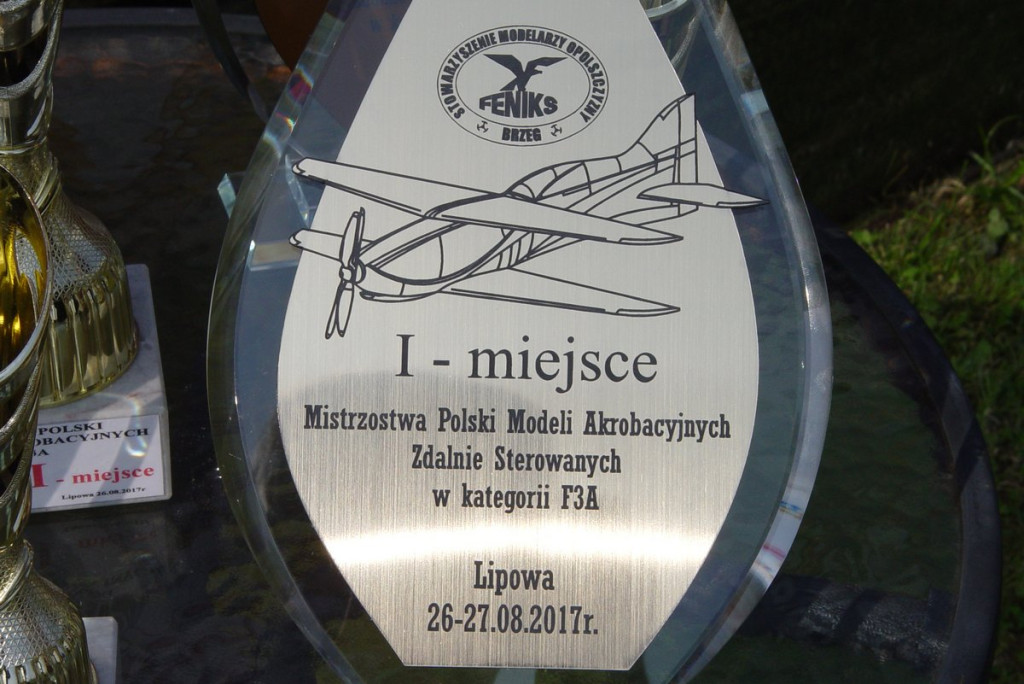 STOWARZYSZENIE MODELARZY OPOLSZCZYZNY
FENIKS
BRZEG
I - miejsce
Mistrzostwa Polski Modeli Akrobacyjnych
Zdalnie Sterowanych
w kategorii F3A
Lipowa
26-27.08.2017r.
POLSKI
OBACYJNYCH
I - miejsce
Lipowa 26.08.2017r